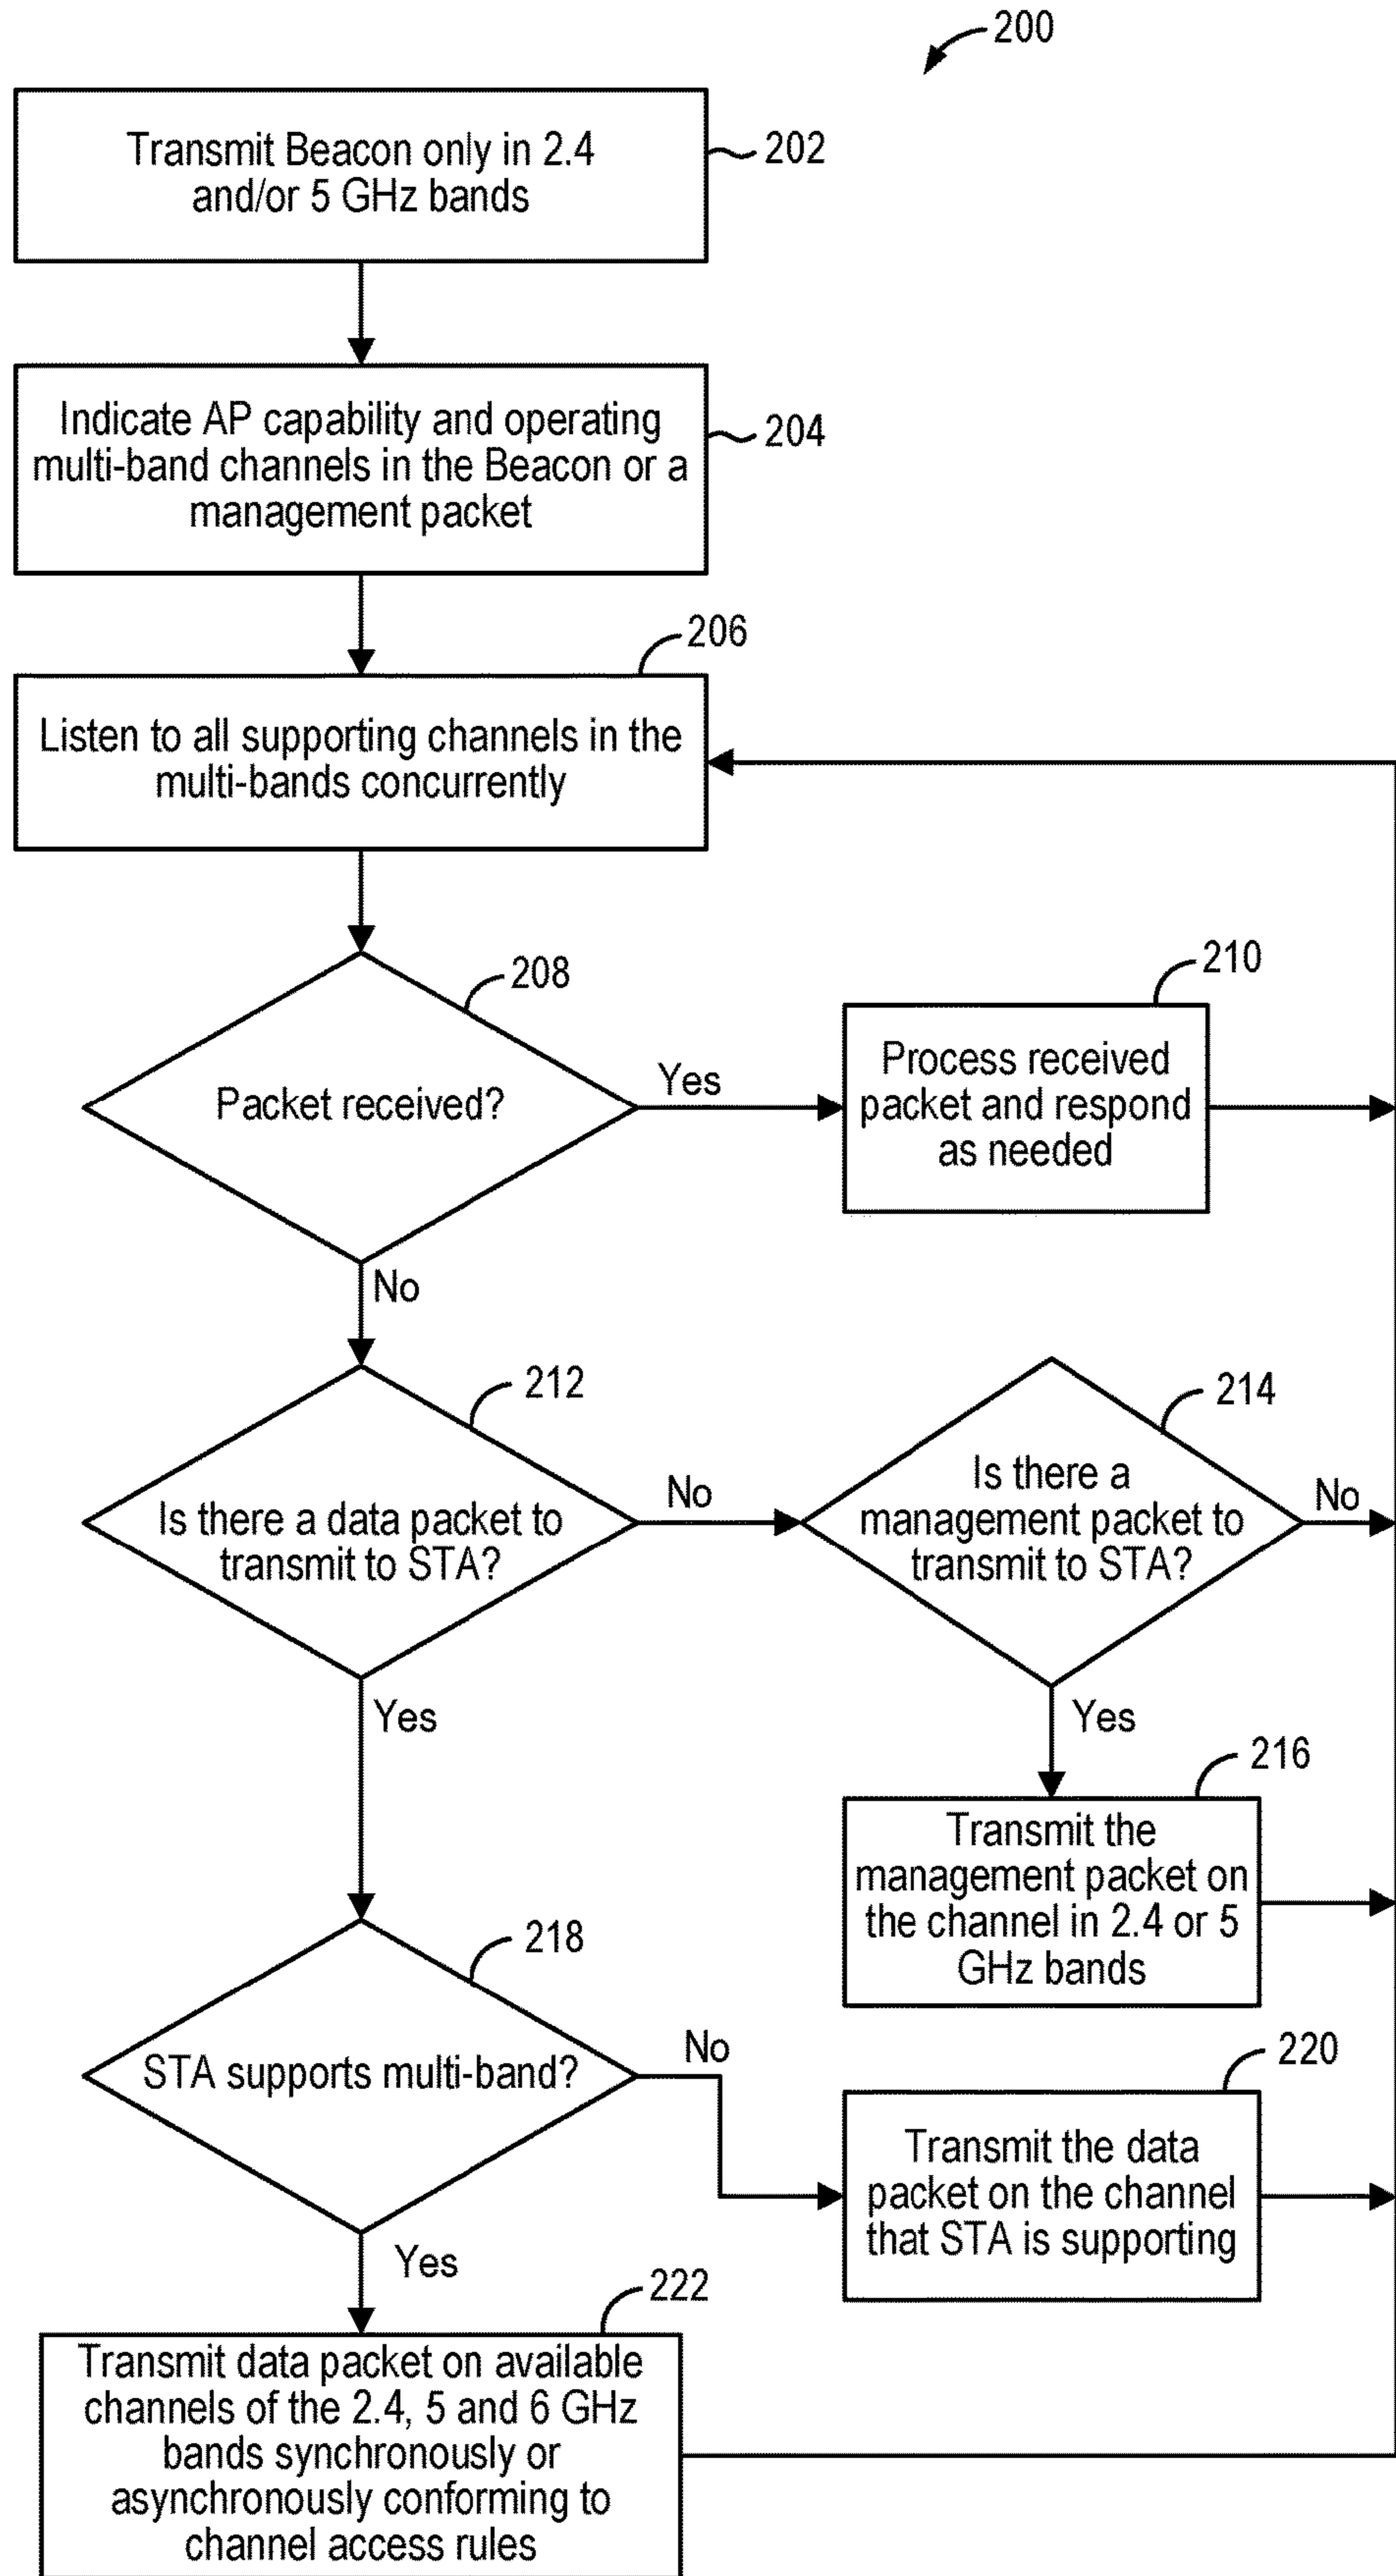 200
Transmit Beacon only in 2.4
and/or 5 GHz bands
202
Indicate AP capability and operating
multi-band channels in the Beacon or a
management packet
204
206
Listen to all supporting channels in the
multi-bands concurrently
208
Packet received?
Yes
210
Process received
packet and respond
as needed
No
212
Is there a data packet to
transmit to STA?
No
214
Is there a
management packet to
transmit to STA?
No
Yes
Yes
216
Transmit the
management packet on
the channel in 2.4 or 5
GHz bands
218
STA supports multi-band?
No
220
Transmit the data
packet on the channel
that STA is supporting
Yes
222
Transmit data packet on available
channels of the 2.4, 5 and 6 GHz
bands synchronously or
asynchronously conforming to
channel access rules